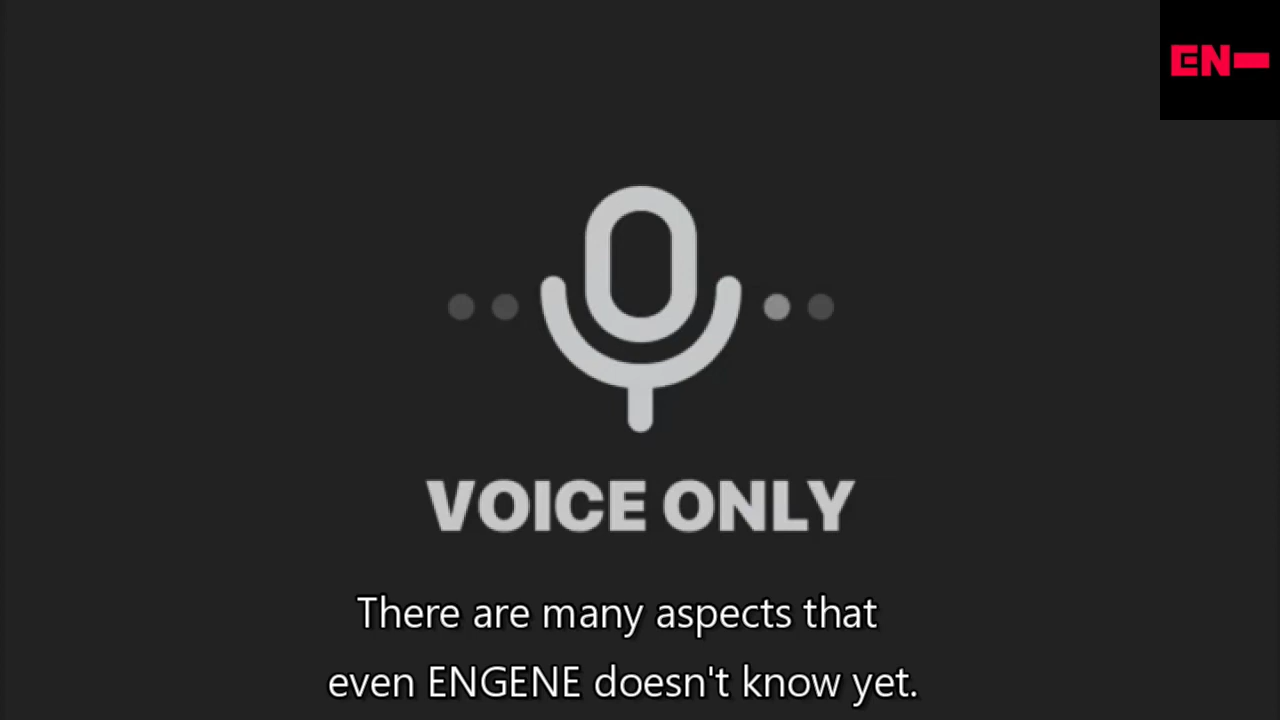 EN-
VOICE ONLY
There are many aspects that
even ENGENE doesn't know yet.